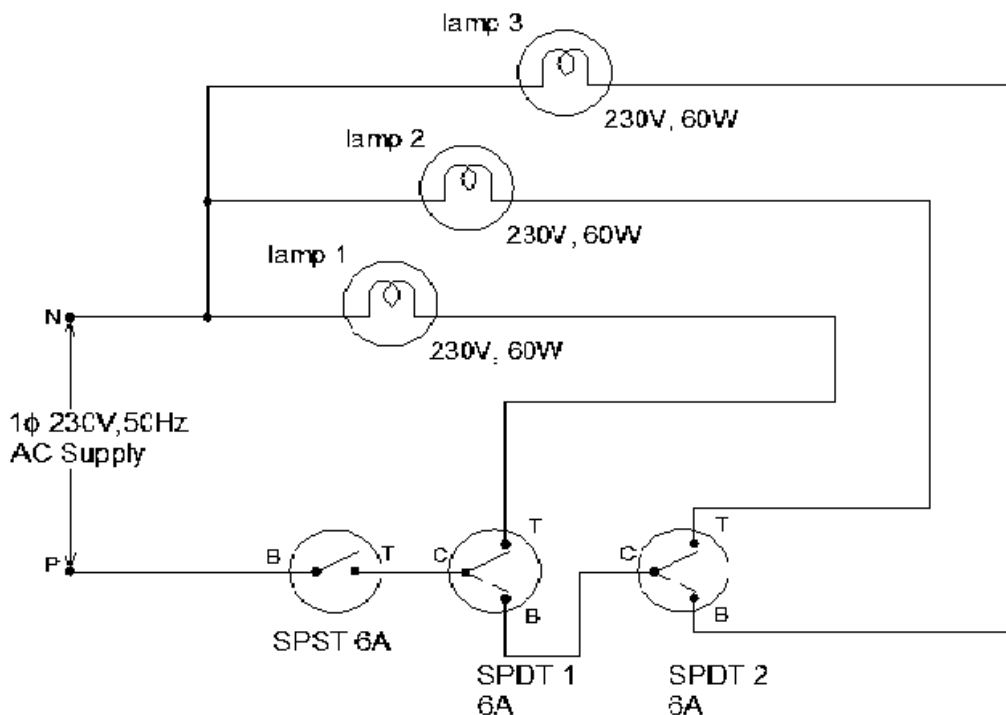 lamp 3
230V, 60W
lamp 2
230V, 60W
lamp 1
230V, 60W
N
1ϕ 230V,50Hz
AC Supply
P
B
T
C
T
B
C
T
B
SPST 6A
SPDT 1
6A
SPDT 2
6A